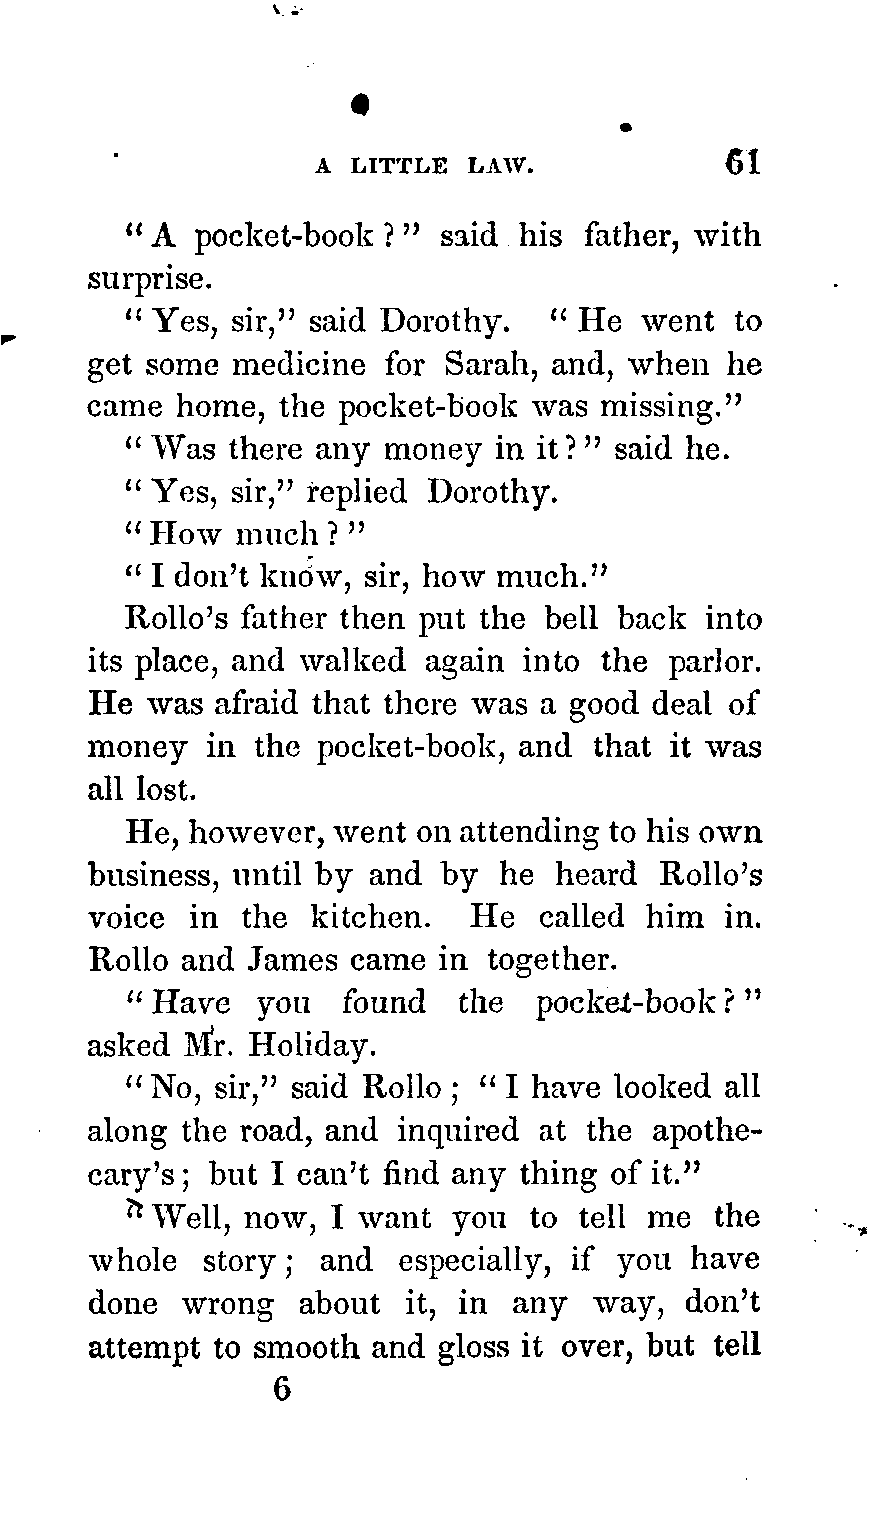 A LITTLE LAW. 61
"A pocket-book?" said his father, with
surprise.
"Yes, sir," said Dorothy. "He went to
get some medicine for Sarah, and, when he
came home, the pocket-book was missing."
"Was there any money in it?" said he.
"Yes, sir," replied Dorothy.
"How much?"
"I don't know, sir, how much."
Rollo's father then put the bell back into
its place, and walked again into the parlor.
He was afraid that there was a good deal of
money in the pocket-book, and that it was
all lost.
He, however, went on attending to his own
business, until by and by he heard Rollo's
voice in the kitchen. He called him in.
Rollo and James came in together.
"Have you found the pocket-book?"
asked Mr. Holiday.
"No, sir," said Rollo; "I have looked all
along the road, and inquired at the apothe-
cary's; but I can't find any thing of it."
"Well, now, I want you to tell me the
whole story; and especially, if you have
done wrong about it, in any way, don't
attempt to smooth and gloss it over, but tell
6